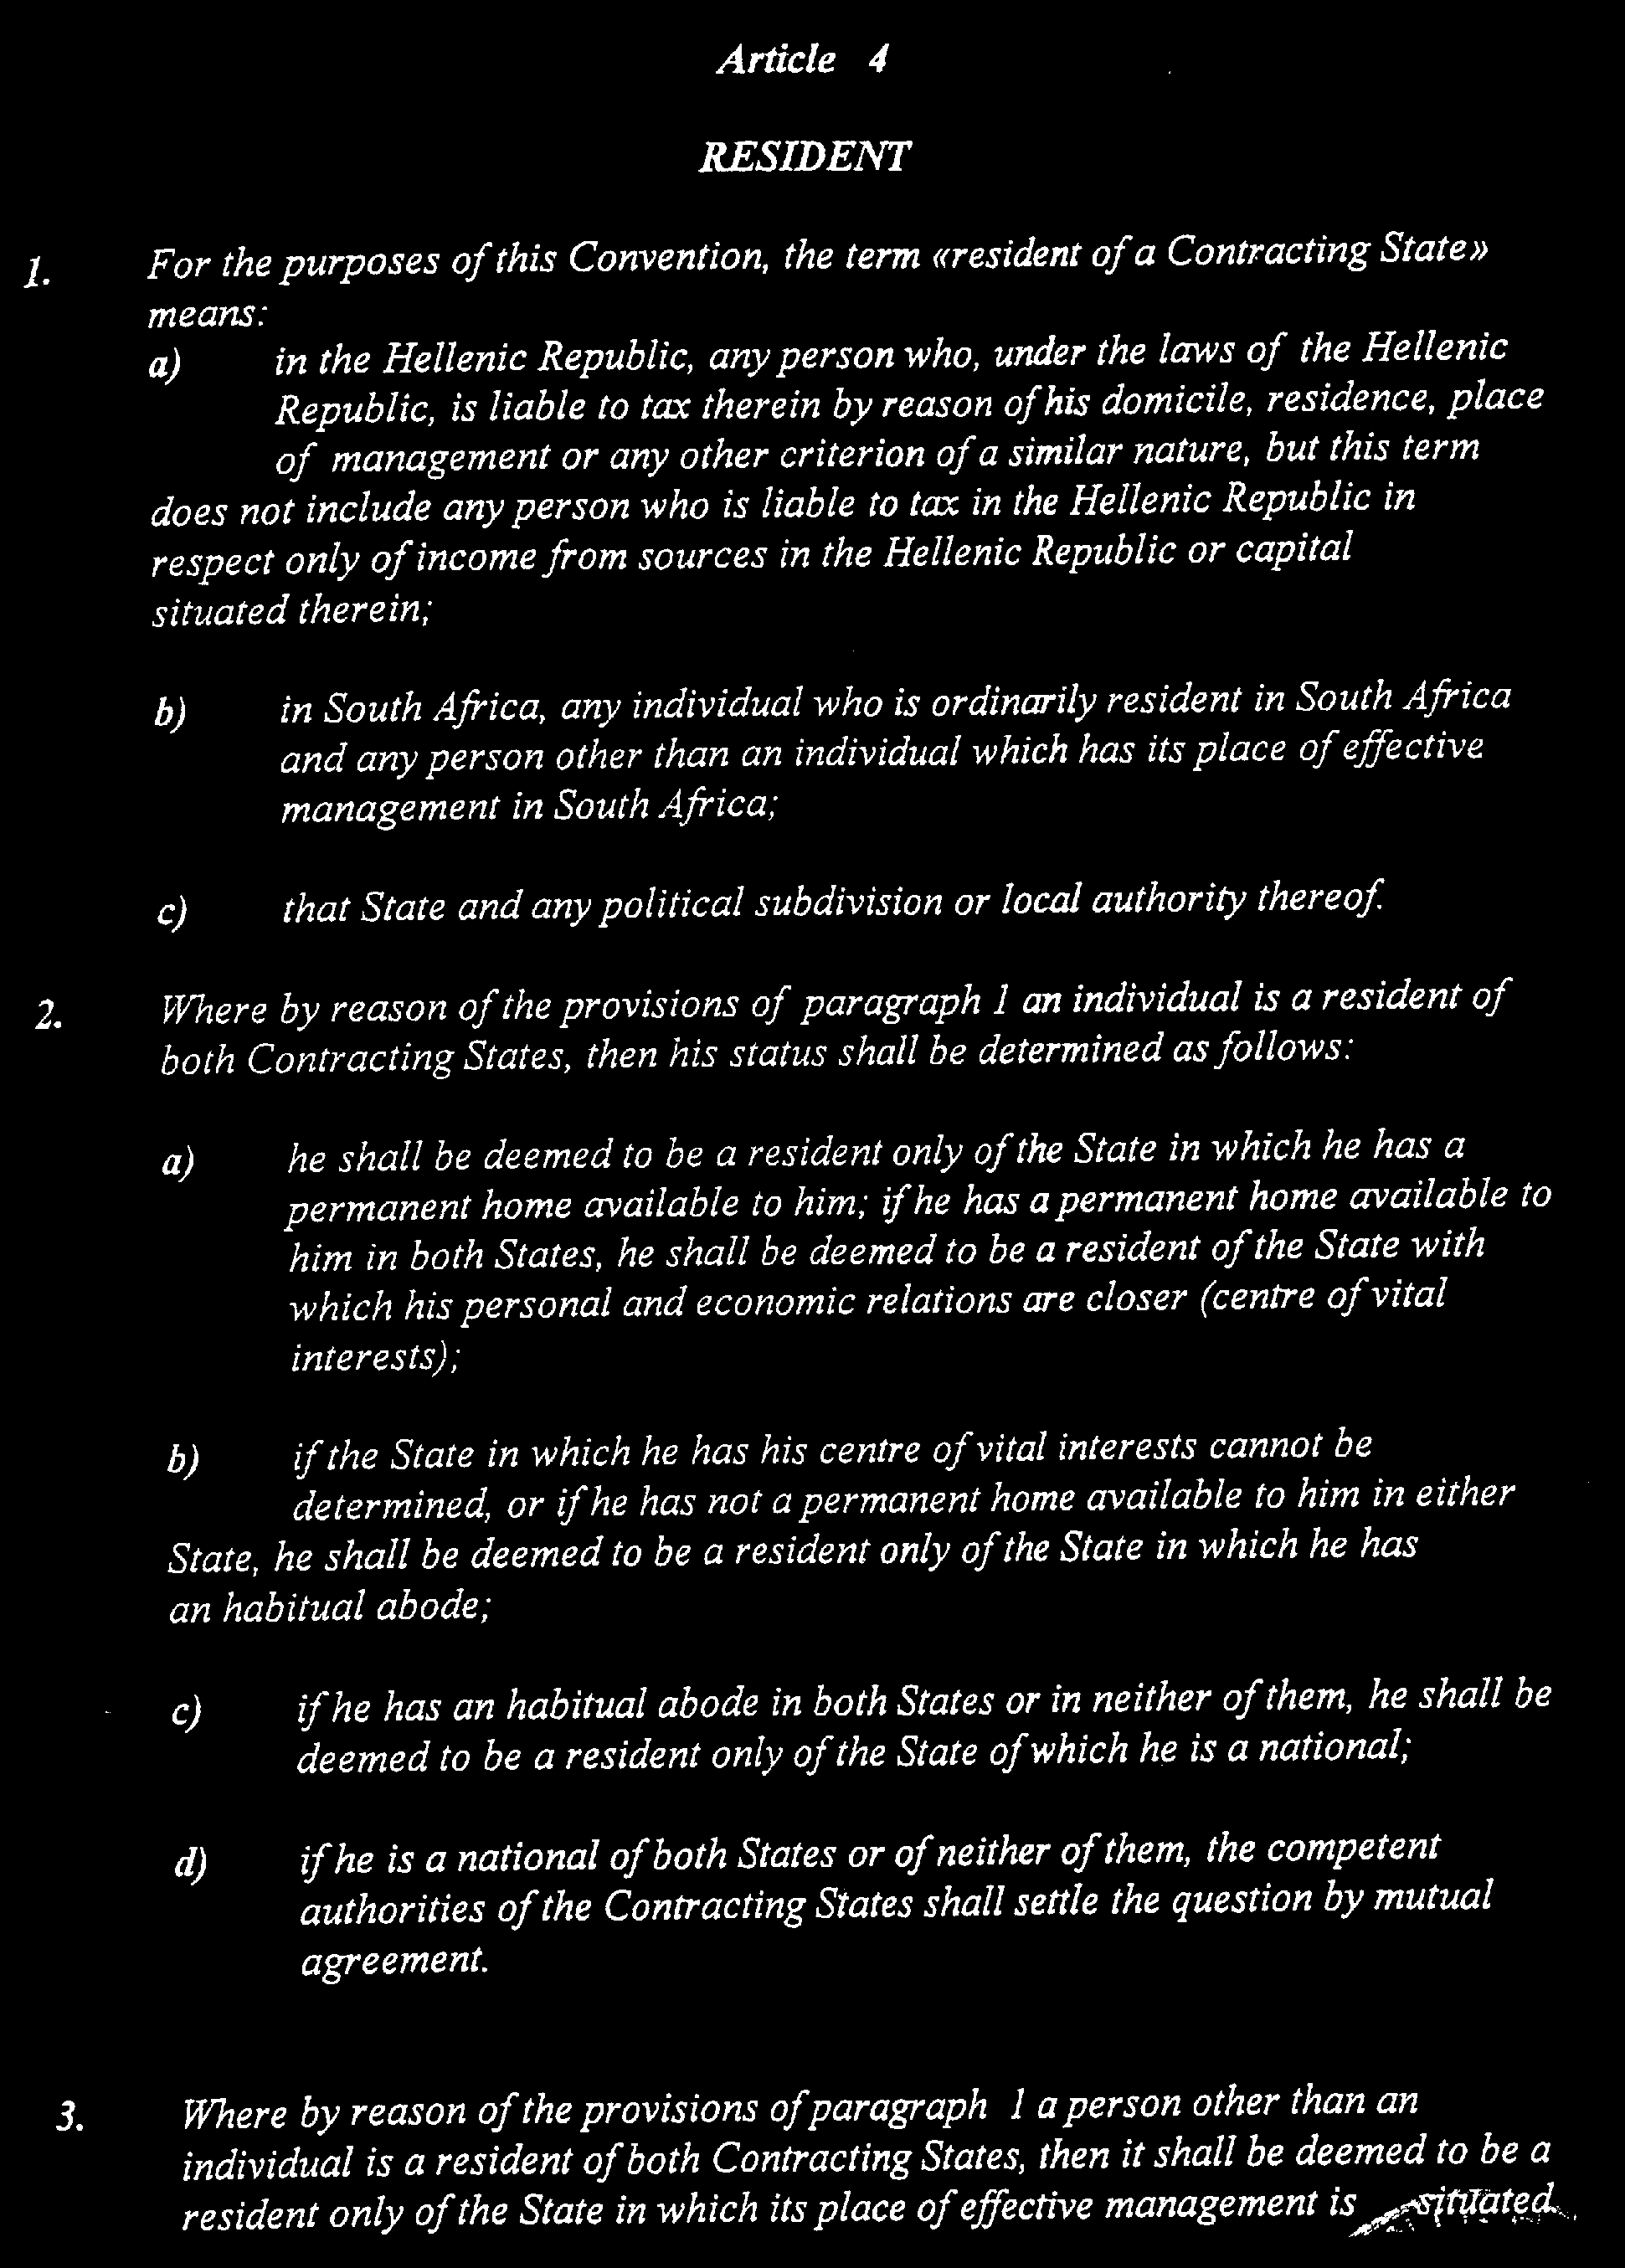 Article 4
RESIDENT
1. For the purposes of this Convention, the term «resident of a Contracting State»
means:
a) in the Hellenic Republic, any person who, under the laws of the Hellenic
Republic, is liable to tax therein by reason of his domicile, residence, place
of management or any other criterion of a similar nature, but this term
does not include any person who is liable to tax in the Hellenic Republic in
respect only of income from sources in the Hellenic Republic or capital
situated therein;
b) in South Africa, any individual who is ordinarily resident in South Africa
and any person other than an individual which has its place of effective
management in South Africa;
c) that State and any political subdivision or local authority thereof.
2. Where by reason of the provisions of paragraph 1 an individual is a resident of
both Contracting States, then his status shall be determined as follows:
a) he shall be deemed to be a resident only of the State in which he has a
permanent home available to him; if he has a permanent home available to
him in both States, he shall be deemed to be a resident of the State with
which his personal and economic relations are closer (centre of vital
interests);
b) if the State in which he has his centre of vital interests cannot be
determined, or if he has not a permanent home available to him in either
State, he shall be deemed to be a resident only of the State in which he has
an habitual abode;
c) if he has an habitual abode in both States or in neither of them, he shall be
deemed to be a resident only of the State of which he is a national;
d) if he is a national of both States or of neither of them, the competent
authorities of the Contracting States shall settle the question by mutual
agreement.
3. Where by reason of the provisions of paragraph 1 a person other than an
individual is a resident of both Contracting States, then it shall be deemed to be a
resident only of the State in which its place of effective management is situated.